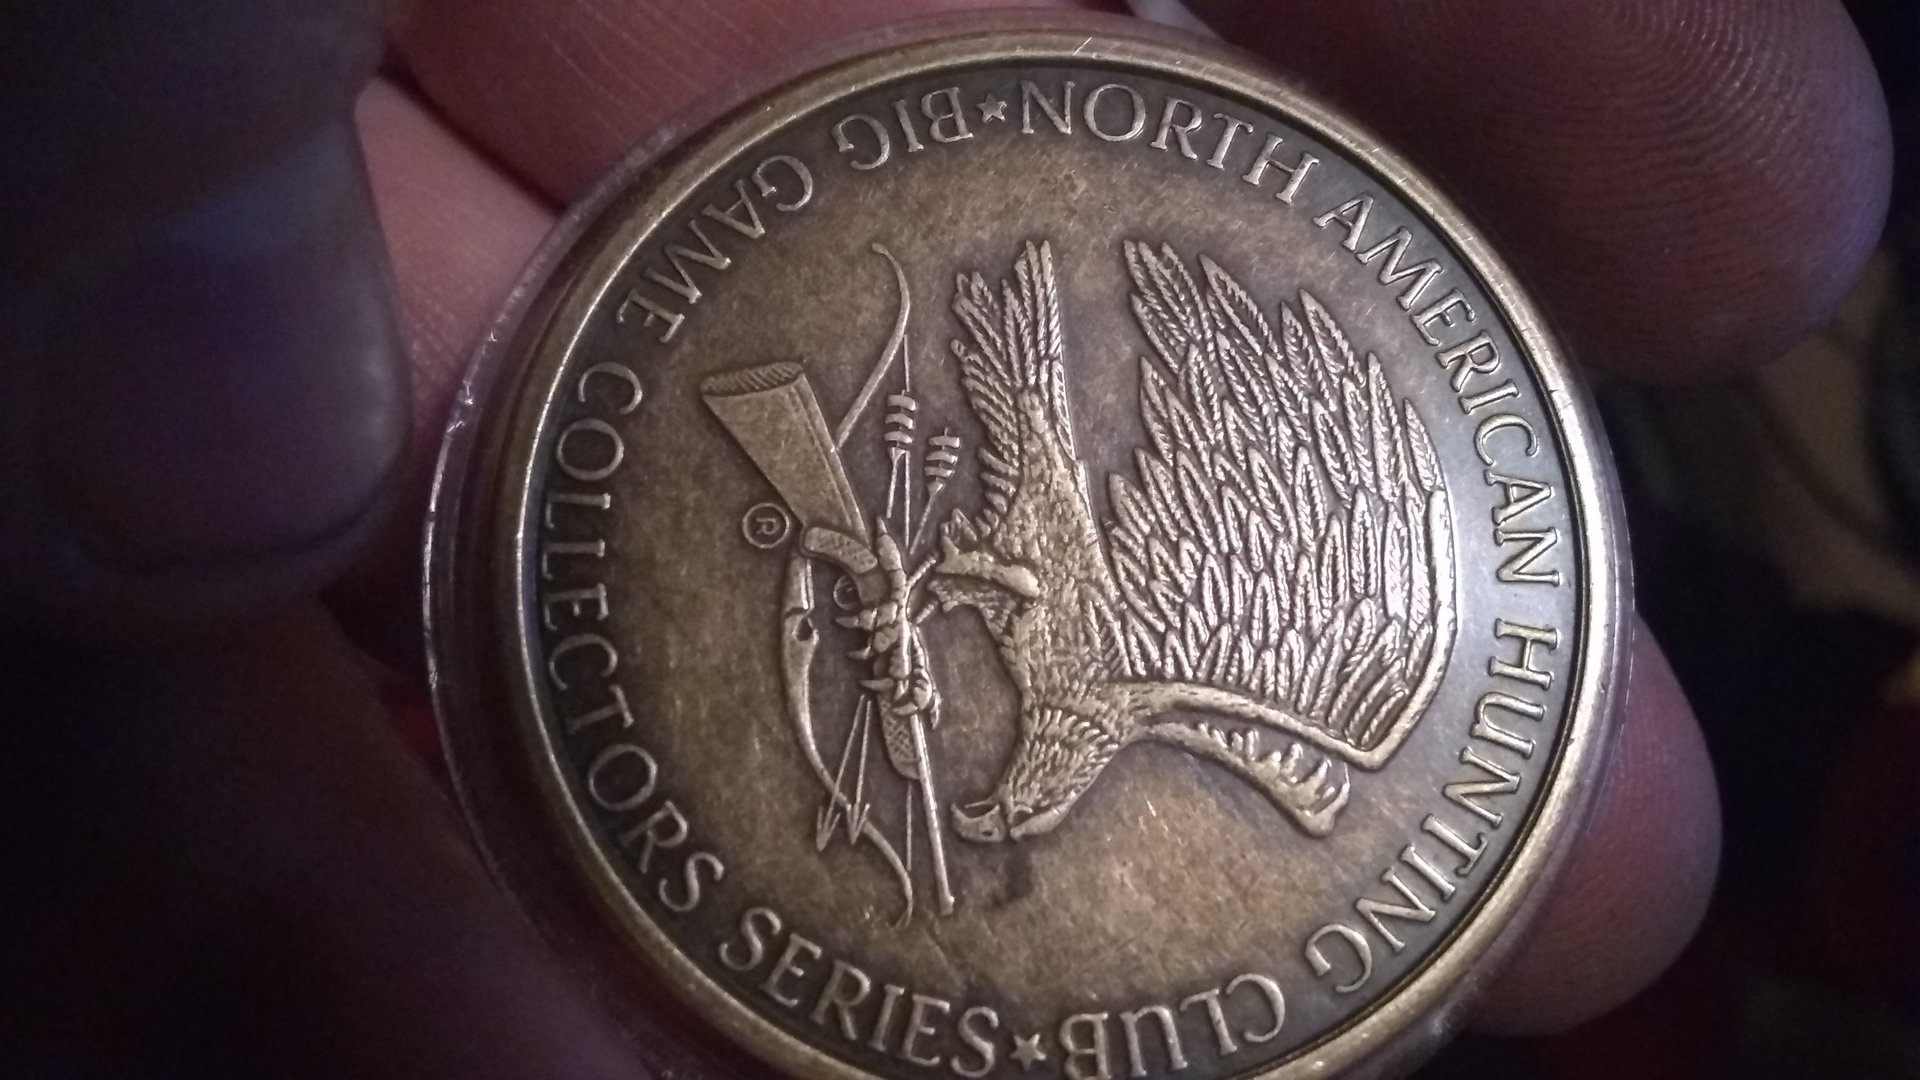 NORTH AMERICAN HUNTING CLUB
★BIG GAME COLLECTORS SERIES★
®